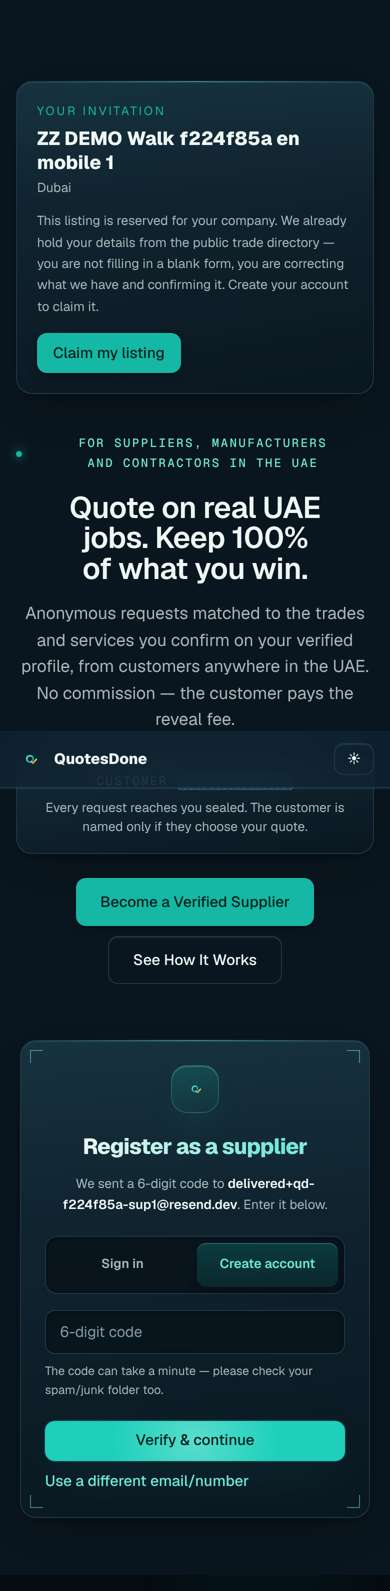 YOUR INVITATION
ZZ DEMO Walk f224f85a en
mobile 1
Dubai
This listing is reserved for your company. We already
hold your details from the public trade directory —
you are not filling in a blank form, you are correcting
what we have and confirming it. Create your account
to claim it.
Claim my listing
FOR SUPPLIERS, MANUFACTURERS
AND CONTRACTORS IN THE UAE
Quote on real UAE
jobs. Keep 100%
of what you win.
Anonymous requests matched to the trades
and services you confirm on your verified
profile, from customers anywhere in the UAE.
No commission — the customer pays the
reveal fee.
QuotesDone
CUSTOMER
Every request reaches you sealed. The customer is
named only if they choose your quote.
Become a Verified Supplier
See How It Works
Register as a supplier
We sent a 6-digit code to delivered+qd-
f224f85a-sup1@resend.dev. Enter it below.
Sign in
Create account
6-digit code
The code can take a minute — please check your
spam/junk folder too.
Verify & continue
Use a different email/number